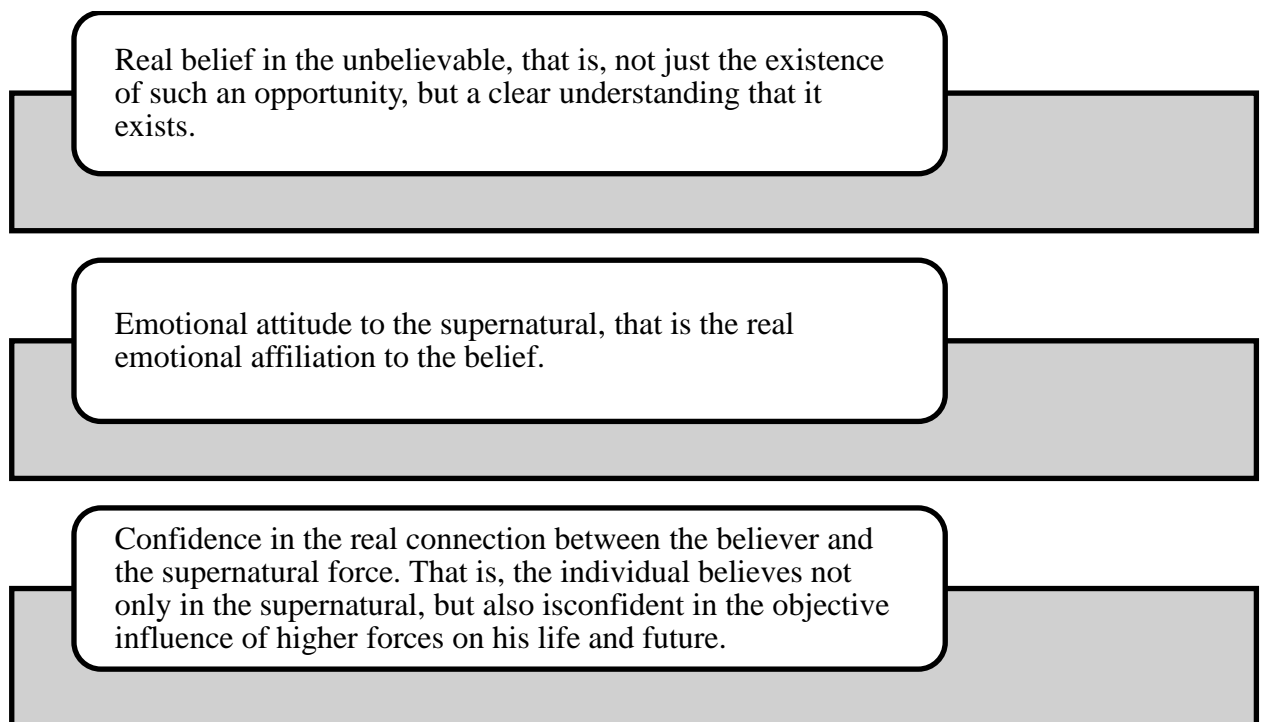 Real belief in the unbelievable, that is, not just the existence
of such an opportunity, but a clear understanding that it
exists.
Emotional attitude to the supernatural, that is the real
emotional affiliation to the belief.
Confidence in the real connection between the believer and
the supernatural force. That is, the individual believes not
only in the supernatural, but also isconfident in the objective
influence of higher forces on his life and future.